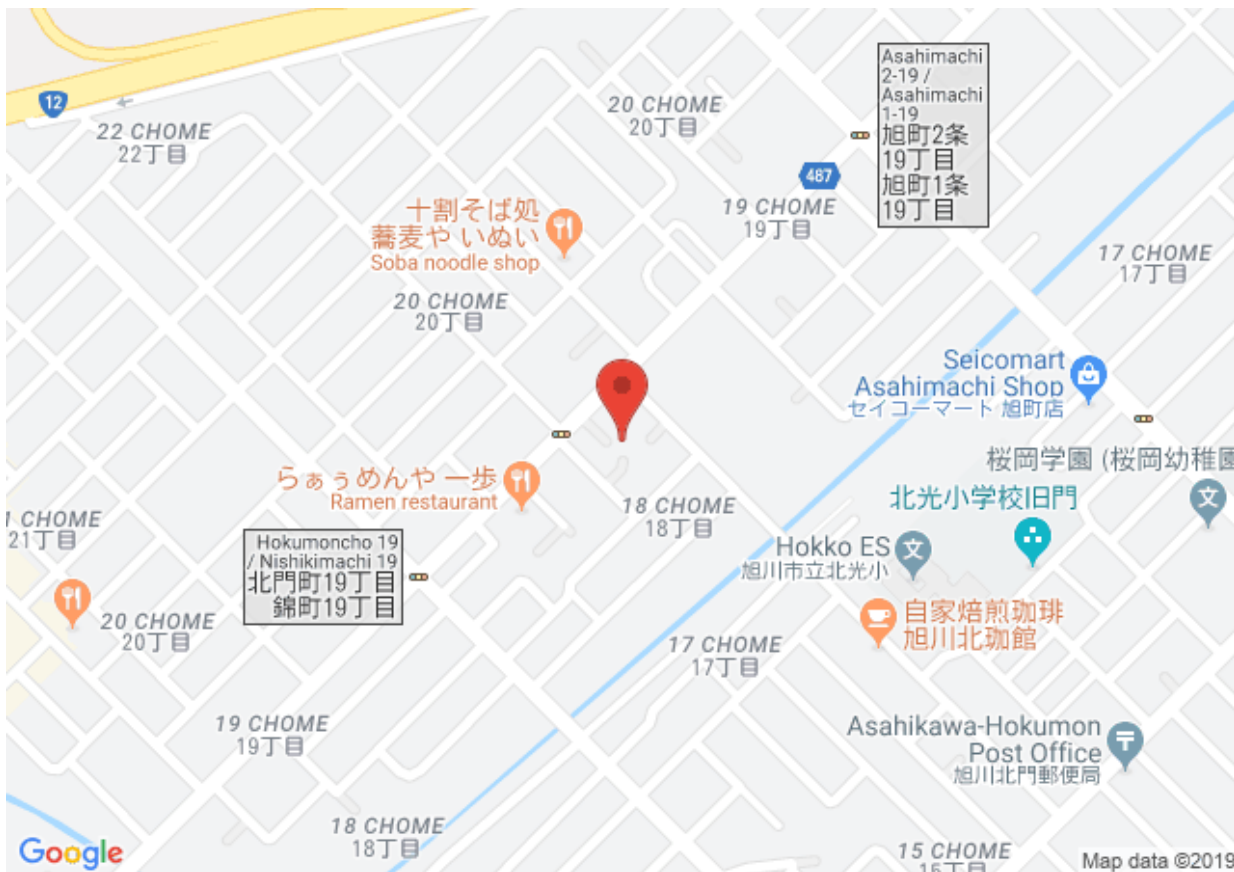 Asahimachi
2-19 /
Asahimachi
1-19
旭町2条
19丁目
旭町1条
19丁目
12
20 CHOME
20丁目
22 CHOME
22丁目
487
19 CHOME
19丁目
十割そば処
蕎麦や いぬい
Soba noodle shop
17 CHOME
17丁目
20 CHOME
20丁目
Seicomart
Asahimachi Shop
セイコーマート 旭町店
らぁぅめんや 一歩
Ramen restaurant
桜岡学園 (桜岡幼稚園
文
北光小学校旧門
18 CHOME
18丁目
1 CHOME
21丁目
Hokumoncho 19
/ Nishikimachi 19
北門町19丁目
錦町19丁目
Hokko ES
旭川市立北光小
文
自家焙煎珈琲
旭川北珈館
20 CHOME
20丁目
17 CHOME
17丁目
19 CHOME
19丁目
Asahikawa-Hokumon
Post Office
旭川北門郵便局
18 CHOME
18丁目
15 CHOME
15丁目
Google
Map data ©2019